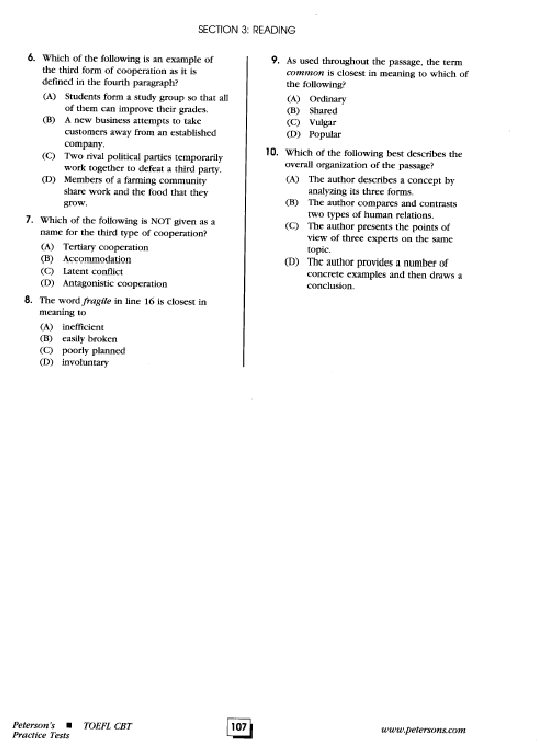 SECTION 3: READING
6. Which of the following is an example of
the third form of cooperation as it is
defined in the fourth paragraph?
(A) Students form a study group so that all
of them can improve their grades.
(B) A new business attempts to take
customers away from an established
company.
(C) Two rival political parties temporarily
work together to defeat a third party.
(D) Members of a farming community
share work and the food that they
grow.
7. Which of the following is NOT given as a
name for the third type of cooperation?
(A) Tertiary cooperation
(B) Accommodation
(C) Latent conflict
(D) Antagonistic cooperation
8. The word fragile in line 16 is closest in
meaning to
(A) inefficient
(B) easily broken
(C) poorly planned
(D) involuntary
9. As used throughout the passage, the term
common is closest in meaning to which of
the following?
(A) Ordinary
(B) Shared
(C) Vulgar
(D) Popular
10. Which of the following best describes the
overall organization of the passage?
(A) The author describes a concept by
analyzing its three forms.
(B) The author compares and contrasts
two types of human relations.
(C) The author presents the points of
view of three experts on the same
topic.
(D) The author provides a number of
concrete examples and then draws a
conclusion.
Peterson's ■ TOEFL CBT
Practice Tests
107
www.petersons.com